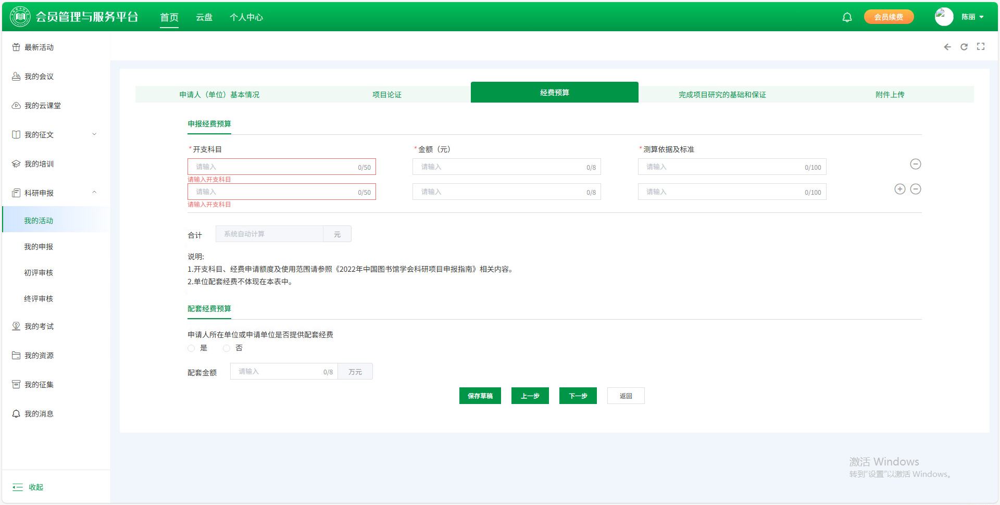 会员管理与服务平台
首页
云盘
个人中心
会员续费
陈丽
最新活动
我的会议
我的云课堂
我的征文
我的培训
科研申报
我的活动
我的申报
初评审核
终评审核
我的考试
我的资源
我的征集
我的消息
收起
申请人（单位）基本情况
项目论证
经费预算
完成项目研究的基础和保证
附件上传
申报经费预算
* 开支科目
* 金额（元）
* 测算依据及标准
请输入 0/50
请输入 0/8
请输入 0/100
请输入开支科目
请输入 0/50
请输入 0/8
请输入 0/100
请输入开支科目
合计
系统自动计算 元
说明:
1.开支科目、经费申请额度及使用范围请参照《2022年中国图书馆学会科研项目申报指南》相关内容。
2.单位配套经费不体现在本表中。
配套经费预算
申请人所在单位或申请单位是否提供配套经费
是
否
配套金额
请输入 0/8 万元
保存草稿
上一步
下一步
返回
激活 Windows
转到“设置”以激活 Windows。